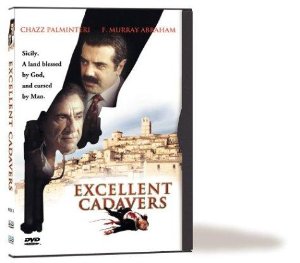 CHAZZ PALMINTERI F. MURRAY ABRAHAM
Sicily.
A land blessed
by God,
and cursed
by Man.
EXCELLENT
CADAVERS
EXCELLENT CADAVERS
DVD